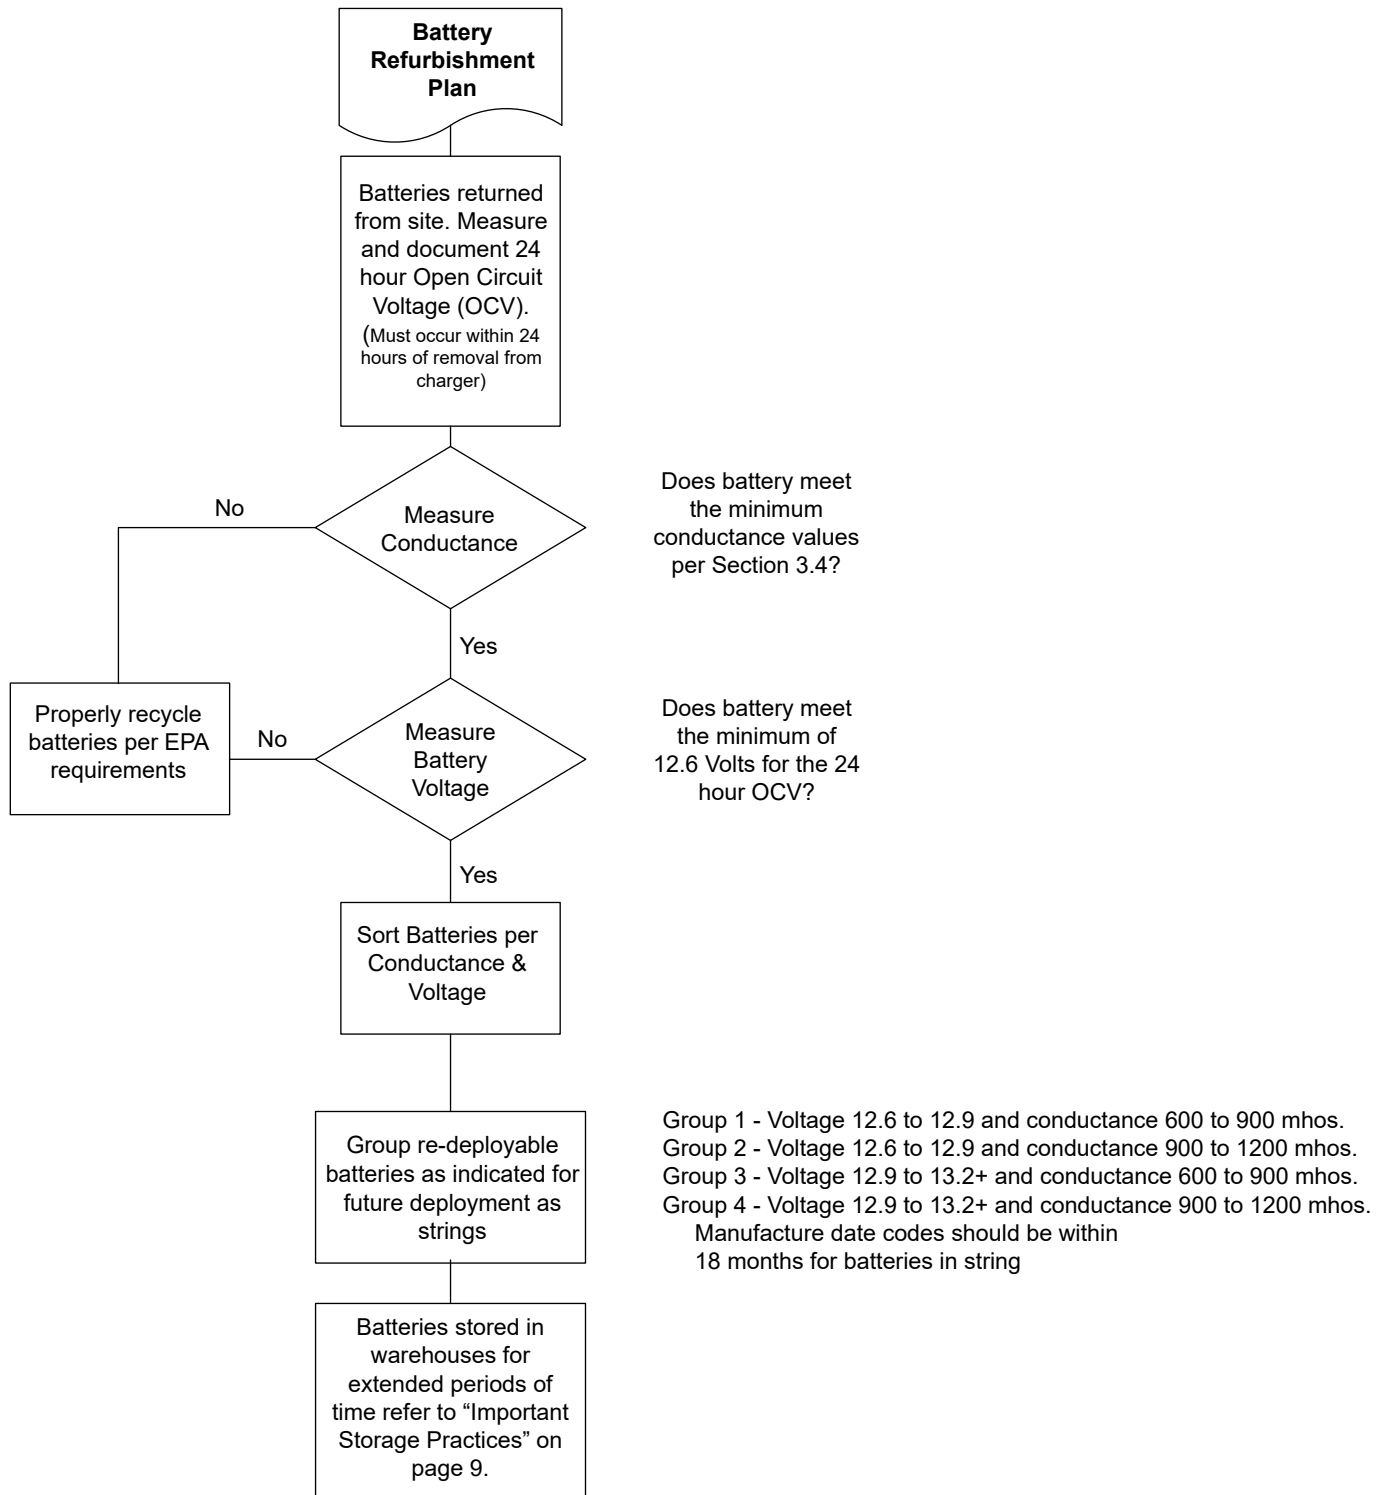 Battery
Refurbishment
Plan
Batteries returned
from site. Measure
and document 24
hour Open Circuit
Voltage (OCV).
(Must occur within 24
hours of removal from
charger)
No
Measure
Conductance
Does battery meet
the minimum
conductance values
per Section 3.4?
Yes
Properly recycle
batteries per EPA
requirements
No
Measure
Battery
Voltage
Does battery meet
the minimum of
12.6 Volts for the 24
hour OCV?
Yes
Sort Batteries per
Conductance &
Voltage
Group re-deployable
batteries as indicated for
future deployment as
strings
Group 1 - Voltage 12.6 to 12.9 and conductance 600 to 900 mhos.
Group 2 - Voltage 12.6 to 12.9 and conductance 900 to 1200 mhos.
Group 3 - Voltage 12.9 to 13.2+ and conductance 600 to 900 mhos.
Group 4 - Voltage 12.9 to 13.2+ and conductance 900 to 1200 mhos.
Manufacture date codes should be within
18 months for batteries in string
Batteries stored in
warehouses for
extended periods of
time refer to “Important
Storage Practices” on
page 9.